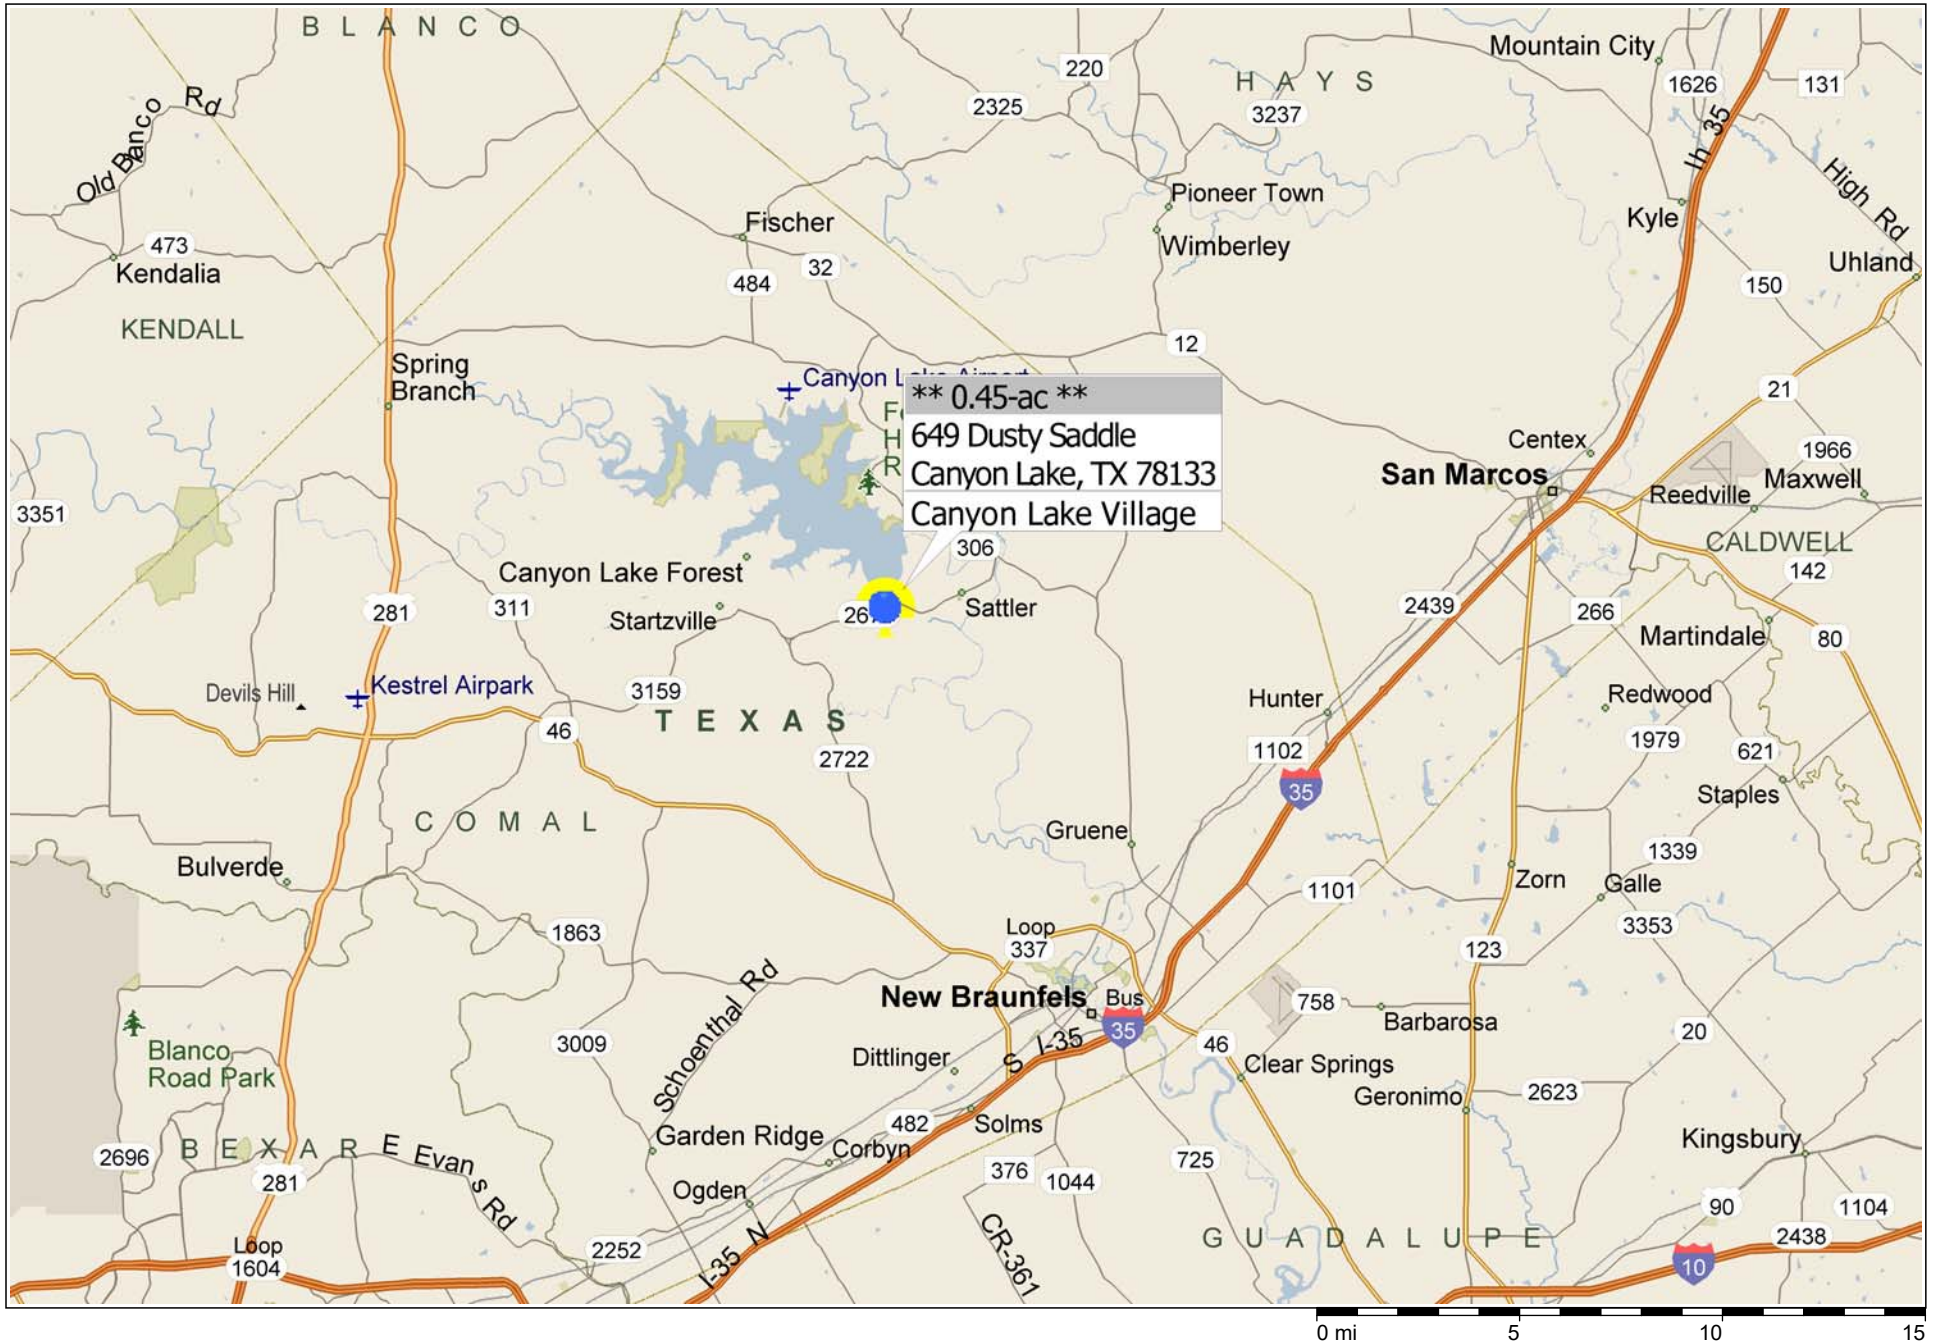 B L A N C O
Mountain City
220
H A Y S
1626
131
2325
3237
Old Blanco Rd
Ih 35
High Rd
Pioneer Town
Kyle
Fischer
Wimberley
473
32
Uhland
Kendalia
484
150
KENDALL
12
Spring
Branch
Canyon Lake Airport
21
** 0.45-ac **
649 Dusty Saddle
Canyon Lake, TX 78133
Canyon Lake Village
F
H
R
Centex
1966
San Marcos
Maxwell
Reedville
3351
306
CALDWELL
Canyon Lake Forest
142
281
311
267
Sattler
2439
266
Startzville
Martindale
80
Devils Hill
Kestrel Airpark
3159
Hunter
Redwood
T E X A S
46
2722
1102
1979
621
35
Staples
C O M A L
Gruene
1339
Bulverde
Zorn
Galle
1101
3353
1863
Loop
337
123
Schoenthal Rd
New Braunfels
Bus
35
758
Barbarosa
20
3009
S I-35
46
Blanco
Road Park
Dittlinger
Clear Springs
Geronimo
2623
482
Solms
Garden Ridge
Corbyn
Kingsbury
2696
B E X A R
E Evans Rd
376
1044
725
281
Ogden
90
1104
CR-361
G U A D A L U P E
2438
Loop
1604
2252
I-35 N
10
0 mi 5 10 15